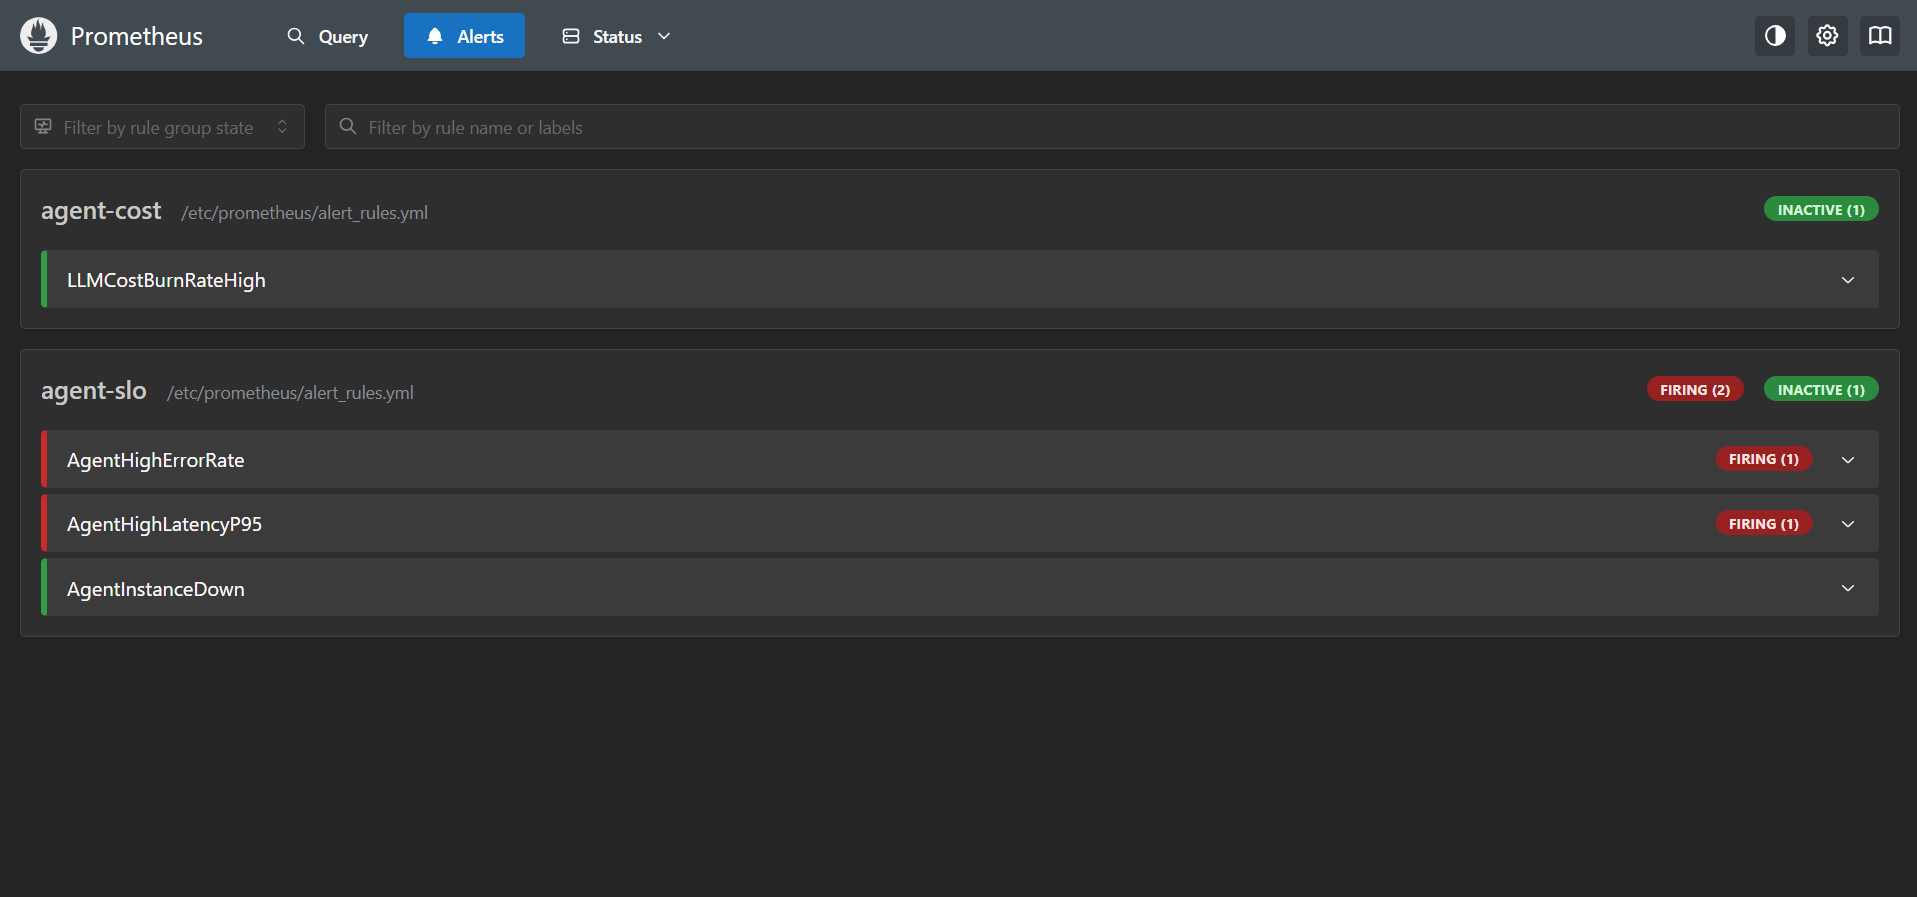 Prometheus Query Alerts Status
Filter by rule group state Filter by rule name or labels
agent-cost /etc/prometheus/alert_rules.yml INACTIVE (1)
LLMCostBurnRateHigh
agent-slo /etc/prometheus/alert_rules.yml FIRING (2) INACTIVE (1)
AgentHighErrorRate FIRING (1)
AgentHighLatencyP95 FIRING (1)
AgentInstanceDown